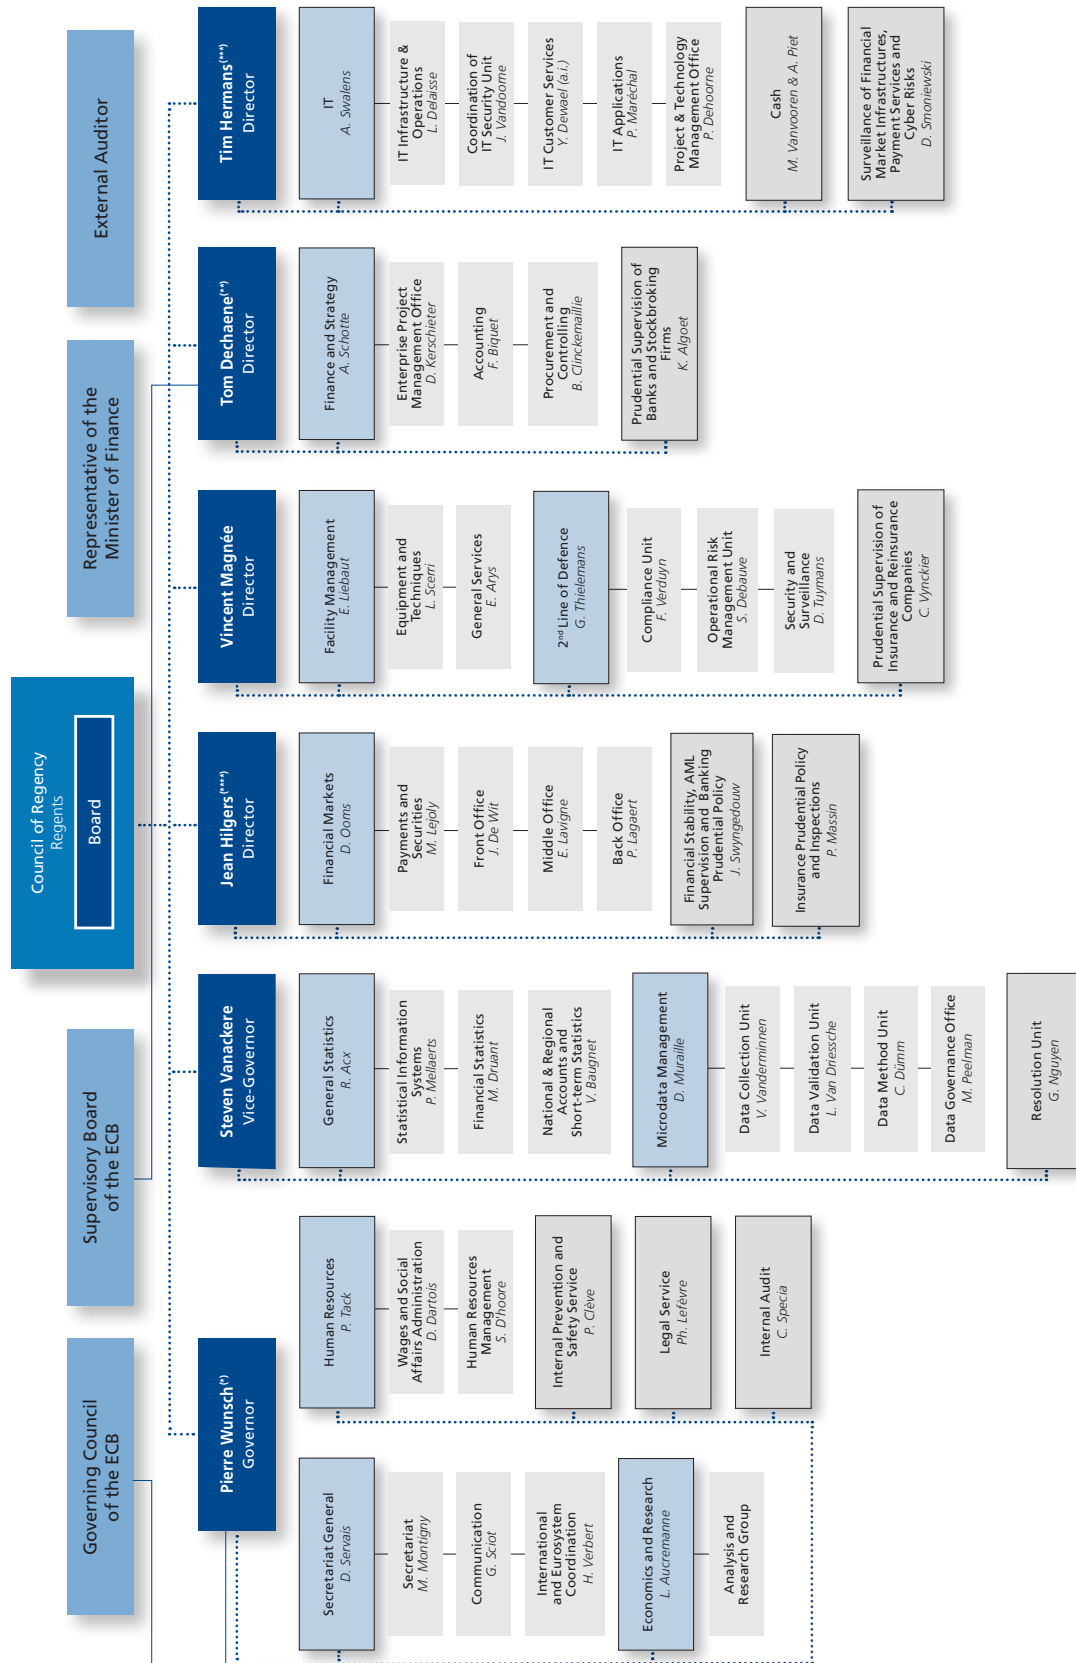 Council of Regency
Regents
Board
Governing Council
of the ECB
Supervisory Board
of the ECB
Representative of the
Minister of Finance
External Auditor
Pierre Wunsch(*)
Governor
Secretariat General
D. Servais
Secretariat
M. Montigny
Communication
G. Sciot
International
and Eurosystem
Coordination
H. Verbert
Economics and Research
L. Aucremanne
Analysis and
Research Group
Human Resources
P. Tack
Wages and Social
Affairs Administration
D. Dartois
Human Resources
Management
S. D'hoore
Internal Prevention and
Safety Service
P. Clève
Legal Service
Ph. Lefèvre
Internal Audit
C. Specia
Steven Vanackere
Vice-Governor
General Statistics
R. Acx
Statistical Information
Systems
P. Mellaerts
Financial Statistics
M. Druant
National & Regional
Accounts and
Short-term Statistics
V. Baugnet
Microdata Management
D. Muraille
Data Collection Unit
V. Vanderminnen
Data Validation Unit
L. Van Driessche
Data Method Unit
C. Dümm
Data Governance Office
M. Peelman
Resolution Unit
G. Nguyen
Jean Hilgers(****)
Director
Financial Markets
D. Ooms
Payments and
Securities
M. Lejoly
Front Office
J. De Wit
Middle Office
E. Lavigne
Back Office
P. Lagaert
Financial Stability, AML
Supervision and Banking
Prudential Policy
J. Swyngedouw
Insurance Prudential Policy
and Inspections
P. Massin
Vincent Magnée
Director
Facility Management
E. Liebaut
Equipment and
Techniques
L. Scerri
General Services
E. Arys
2nd Line of Defence
G. Thielemans
Compliance Unit
F. Verduyn
Operational Risk
Management Unit
S. Debauve
Security and
Surveillance
D. Tuymans
Prudential Supervision of
Insurance and Reinsurance
Companies
C. Vynckier
Tom Dechaene(**)
Director
Finance and Strategy
A. Schotte
Enterprise Project
Management Office
D. Kerschieter
Accounting
F. Biquet
Procurement and
Controlling
B. Clinckemaillie
Prudential Supervision of
Banks and Stockbroking
Firms
K. Algoet
Tim Hermans(***)
Director
IT
A. Swalens
IT Infrastructure &
Operations
L. Delaisse
Coordination of
IT Security Unit
J. Vandoorne
IT Customer Services
Y. Dewael (a.i.)
IT Applications
P. Maréchal
Project & Technology
Management Office
P. Dehoorne
Cash
M. Vanvooren & A. Piet
Surveillance of Financial
Market Infrastructures,
Payment Services and
Cyber Risks
D. Smoniewski